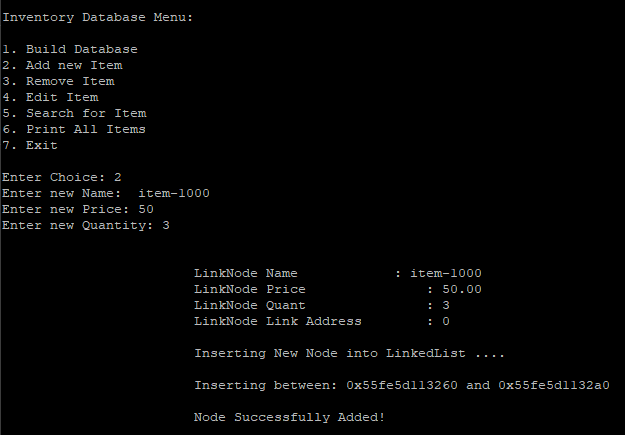 Inventory Database Menu:
1. Build Database
2. Add new Item
3. Remove Item
4. Edit Item
5. Search for Item
6. Print All Items
7. Exit
Enter Choice: 2
Enter new Name:  item-1000
Enter new Price: 50
Enter new Quantity: 3
LinkNode Name            : item-1000
LinkNode Price               : 50.00
LinkNode Quant               : 3
LinkNode Link Address        : 0
Inserting New Node into LinkedList ....
Inserting between: 0x55fe5d113260 and 0x55fe5d1132a0
Node Successfully Added!